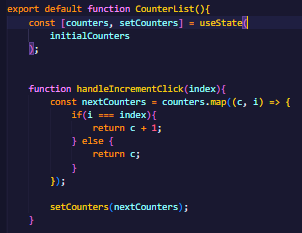 export default function CounterList(){
    const [counters, setCounters] = useState(
        initialCounters
    );

    function handleIncrementClick(index){
        const nextCounters = counters.map((c, i) => {
            if(i === index){
                return c + 1;
            } else {
                return c;
            }
        });

        setCounters(nextCounters);
    }